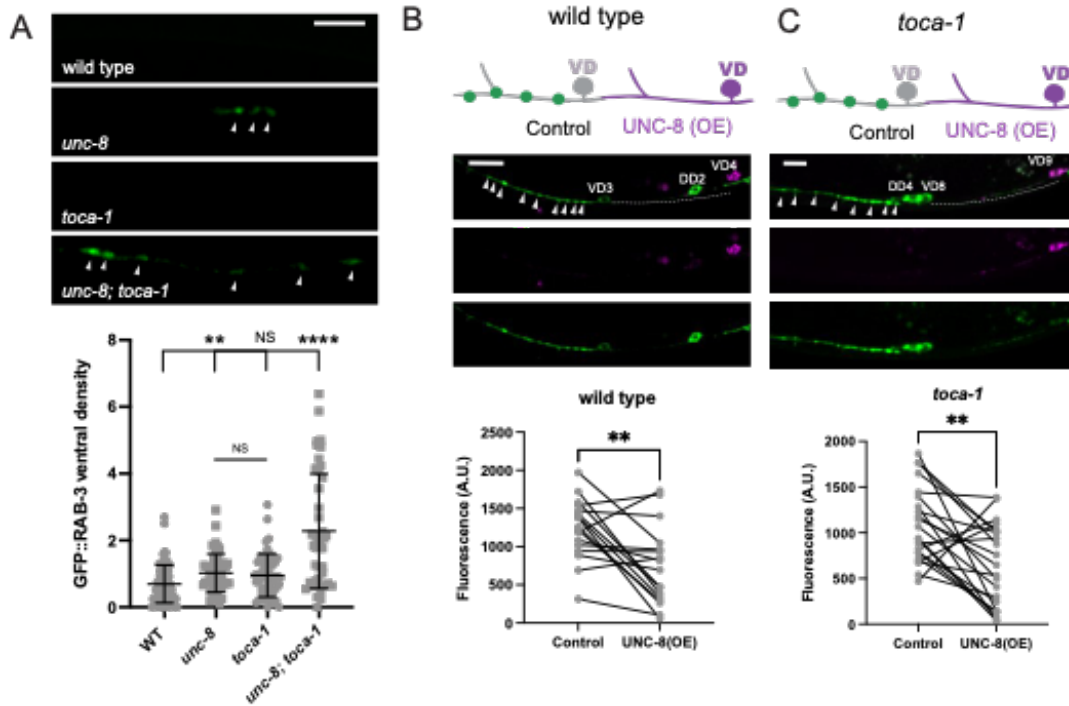 A
wild type
unc-8
toca-1
unc-8; toca-1
8
6
4
2
0
GFP::RAB-3 ventral density
** NS ****
NS
WT
unc-8
toca-1
unc-8; toca-1
B
wild type
VD VD
Control UNC-8 (OE)
VD3 DD2 VD4
wild type
**
2500
2000
1500
1000
500
0
Fluorescence (A.U.)
Control UNC-8(OE)
C
toca-1
VD VD
Control UNC-8 (OE)
DD4 VD8 VD9
toca-1
**
2000
1500
1000
500
0
Fluorescence (A.U.)
Control UNC-8(OE)